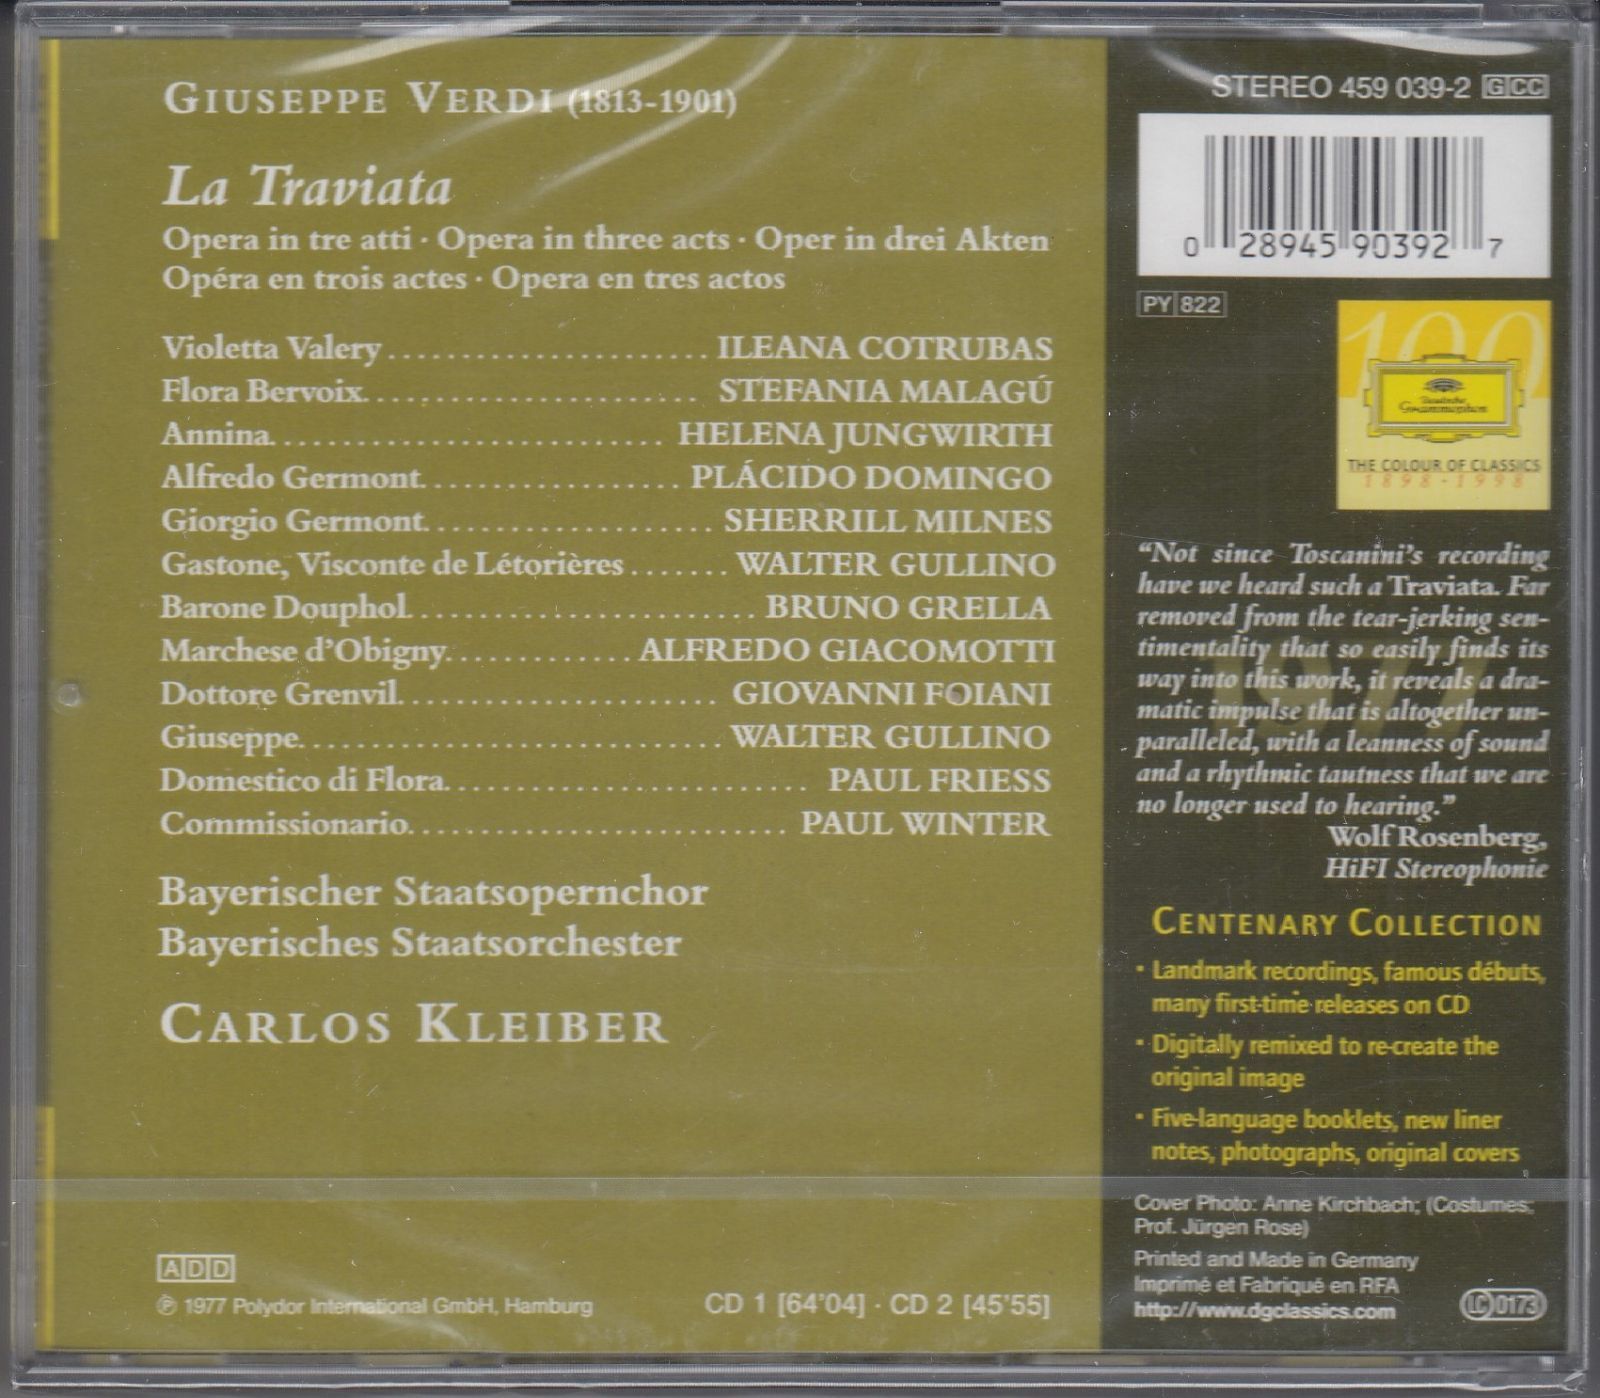 GIUSEPPE VERDI (1813-1901)
La Traviata
Opera in tre atti · Opera in three acts · Oper in drei Akten
Opéra en trois actes · Opera en tres actos
Violetta Valery ........................ ILEANA COTRUBAS
Flora Bervoix ........................ STEFANIA MALAGÚ
Annina ........................ HELENA JUNGWIRTH
Alfredo Germont ........................ PLÁCIDO DOMINGO
Giorgio Germont ........................ SHERRILL MILNES
Gastone, Visconte de Létorières ....... WALTER GULLINO
Barone Douphol ........................ BRUNO GRELLA
Marchese d'Obigny ............. ALFREDO GIACOMOTTI
Dottore Grenvil ........................ GIOVANNI FOIANI
Giuseppe ........................ WALTER GULLINO
Domestico di Flora ........................ PAUL FRIESS
Commissionario ........................ PAUL WINTER
Bayerischer Staatsopernchor
Bayerisches Staatsorchester
CARLOS KLEIBER
ADD
℗ 1977 Polydor International GmbH, Hamburg
CD 1 [64'04] · CD 2 [45'55]
STEREO 459 039-2 GCC
0 28945 90392 7
PY 822
100
Deutsche
Grammophon
THE COLOUR OF CLASSICS
1898 - 1998
1977
"Not since Toscanini's recording
have we heard such a Traviata. Far
removed from the tear-jerking sen-
timentality that so easily finds its
way into this work, it reveals a dra-
matic impulse that is altogether un-
paralleled, with a leanness of sound
and a rhythmic tautness that we are
no longer used to hearing."
Wolf Rosenberg,
HiFI Stereophonie
CENTENARY COLLECTION
· Landmark recordings, famous débuts,
many first-time releases on CD
· Digitally remixed to re-create the
original image
· Five-language booklets, new liner
notes, photographs, original covers
Cover Photo: Anne Kirchbach; (Costumes:
Prof. Jürgen Rose)
Printed and Made in Germany
Imprimé et Fabriqué en RFA
http://www.dgclassics.com
LC 0173